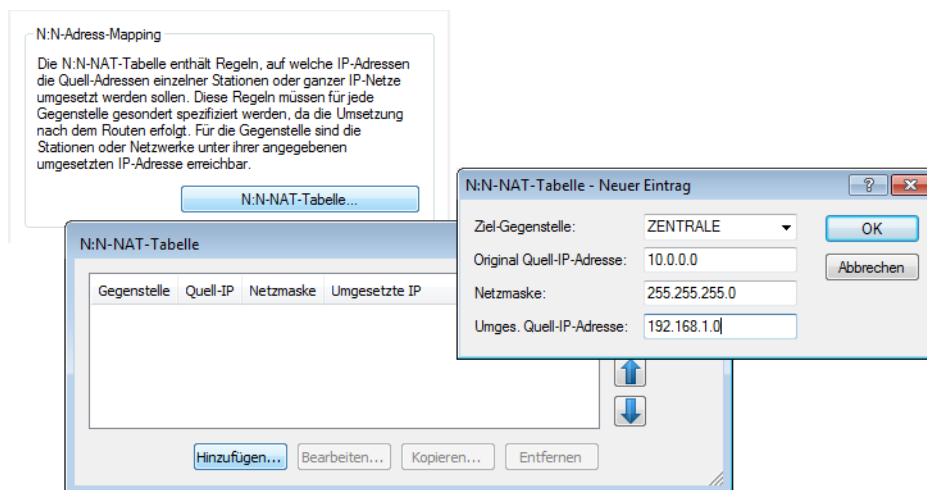 N:N-Adress-Mapping
Die N:N-NAT-Tabelle enthält Regeln, auf welche IP-Adressen
die Quell-Adressen einzelner Stationen oder ganzer IP-Netze
umgesetzt werden sollen. Diese Regeln müssen für jede
Gegenstelle gesondert spezifiziert werden, da die Umsetzung
nach dem Routen erfolgt. Für die Gegenstelle sind die
Stationen oder Netzwerke unter ihrer angegebenen
umgesetzten IP-Adresse erreichbar.
N:N-NAT-Tabelle...
N:N-NAT-Tabelle - Neuer Eintrag
Ziel-Gegenstelle: ZENTRALE OK
Original Quell-IP-Adresse: 10.0.0.0 Abbrechen
Netzmaske: 255.255.255.0
Umges. Quell-IP-Adresse: 192.168.1.0
N:N-NAT-Tabelle
Gegenstelle Quell-IP Netzmaske Umgesetzte IP
Hinzufügen... Bearbeiten... Kopieren... Entfernen